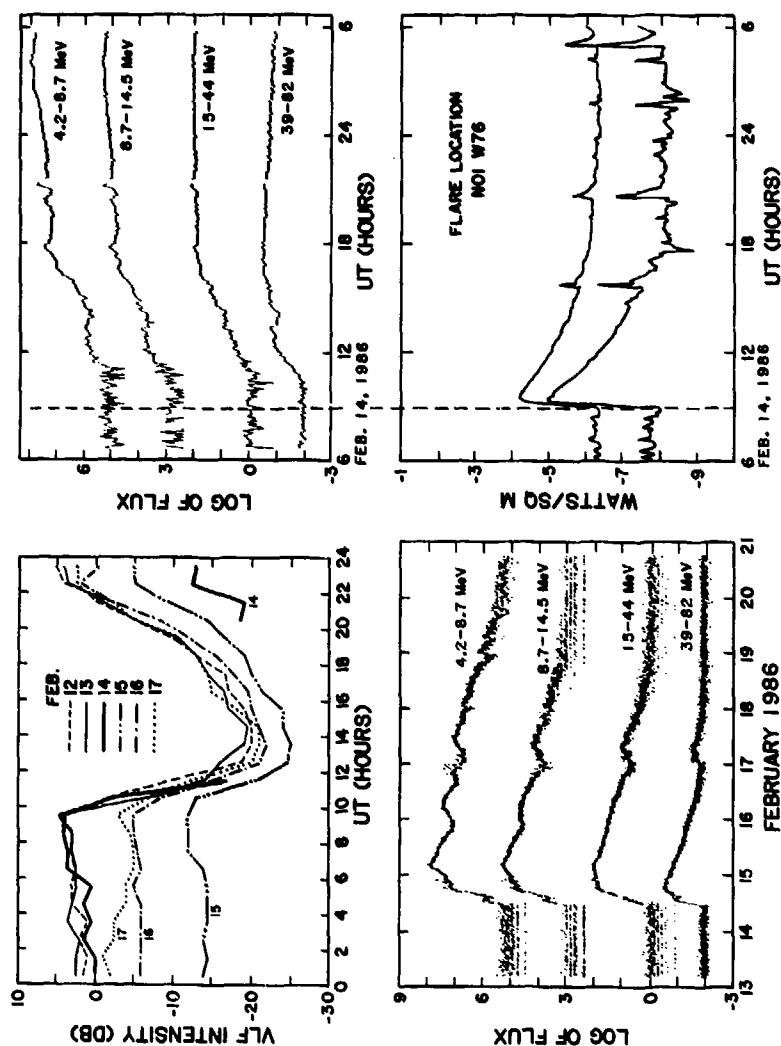 VLF INTENSITY (DB)
10
0
-10
-20
-30
FEB.
12
13
14
15
16
17
17
16
15
14
0 2 4 6 8 10 12 14 16 18 20 22 24
UT (HOURS)
LOG OF FLUX
6
3
0
-3
4.2-8.7 MeV
8.7-14.5 MeV
15-44 MeV
39-82 MeV
6 12 18 24 6
FEB. 14, 1986
UT (HOURS)
LOG OF FLUX
9
6
3
0
-3
4.2-8.7 MeV
8.7-14.5 MeV
15-44 MeV
39-82 MeV
13 14 15 16 17 18 19 20 21
FEBRUARY 1986
WATTS/SQ M
-1
-3
-5
-7
-9
FLARE LOCATION
NO1 W76
6 12 18 24 6
FEB. 14, 1986
UT (HOURS)